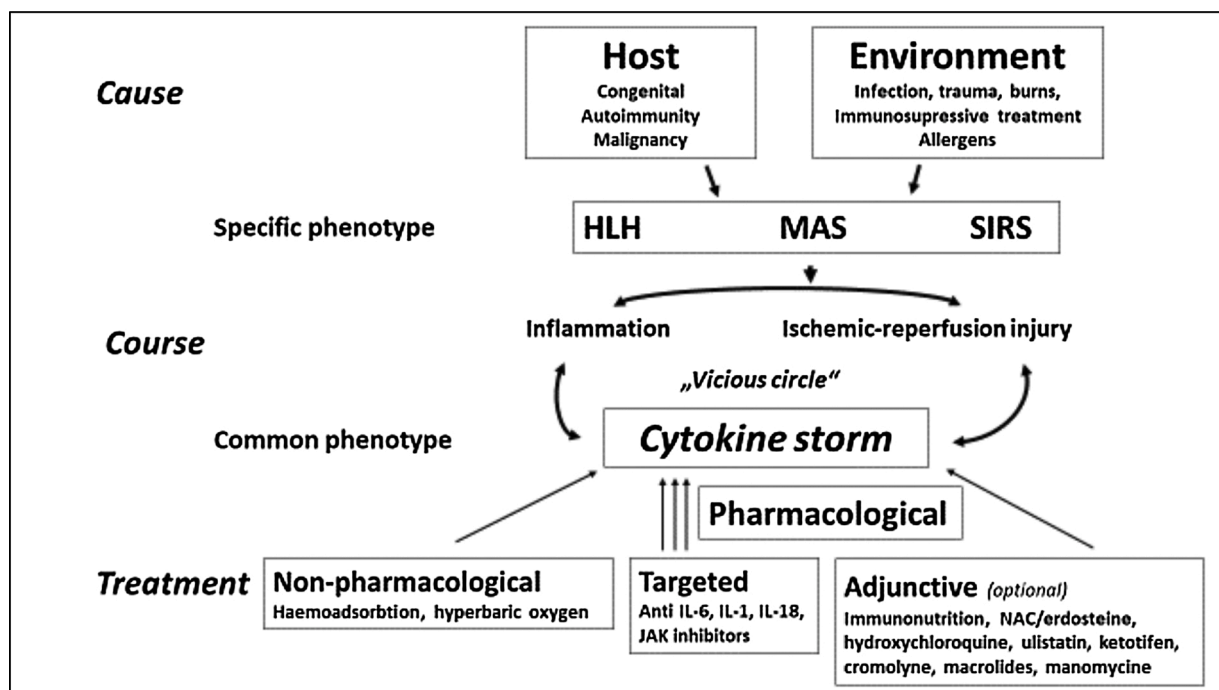 Host
Environment
Cause
Congenital
Autoimmunity
Malignancy
Infection, trauma, burns,
Immunosupressive treatment
Allergens
Specific phenotype
HLH MAS SIRS
Inflammation
Ischemic-reperfusion injury
Course
„Vicious circle“
Common phenotype
Cytokine storm
Pharmacological
Treatment
Non-pharmacological
Haemoadsorbtion, hyperbaric oxygen
Targeted
Anti IL-6, IL-1, IL-18,
JAK inhibitors
Adjunctive (optional)
Immunonutrition, NAC/erdosteine,
hydroxychloroquine, ulistatin, ketotifen,
cromolyne, macrolides, manomycine